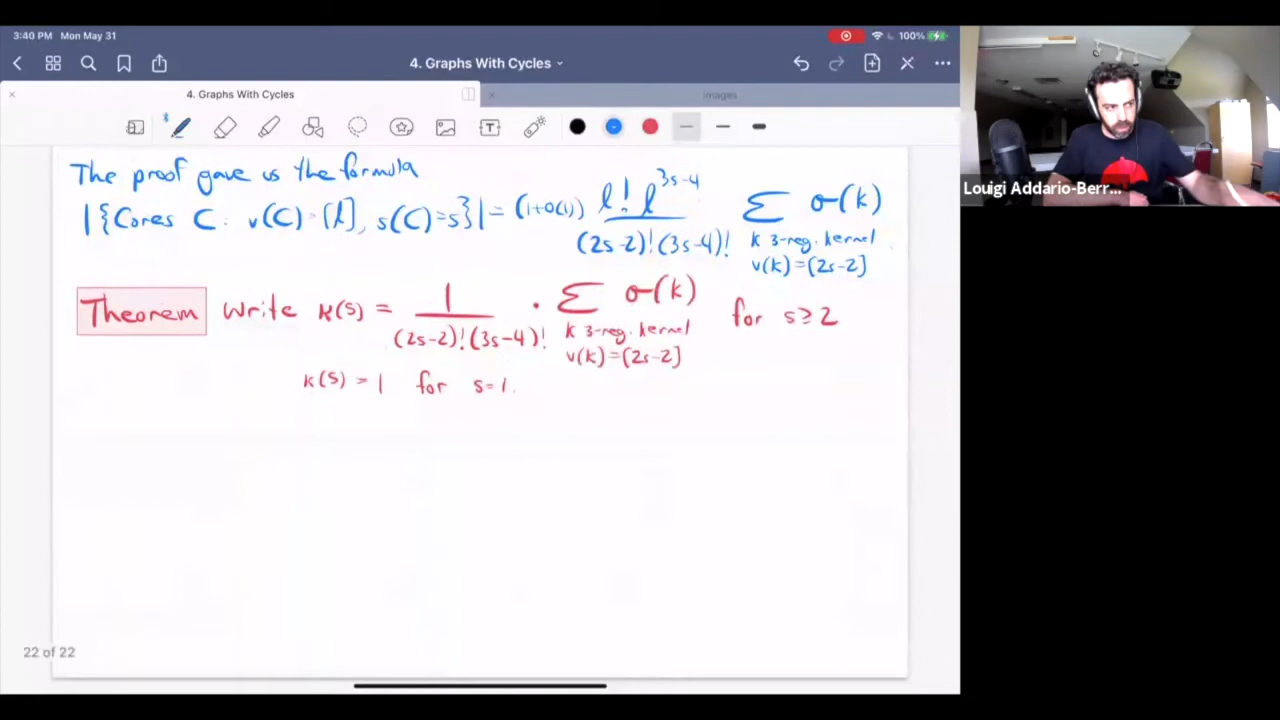 3:40 PM Mon May 31
100%
4. Graphs With Cycles
4. Graphs With Cycles
images
The proof gave us the formula
|{Cores C: v(C)=[l], s(C)=s}| = (1+o(1)) l! l^{3s-4} / (2s-2)!(3s-4)! Σ σ(k)
k 3-reg. kernel
v(k)=[2s-2]
Theorem Write κ(s) = 1 / (2s-2)!(3s-4)! · Σ σ(k) for s≥2
k 3-reg. kernel
v(k)=[2s-2]
κ(s) = 1 for s=1.
22 of 22
Louigi Addario-Berr...